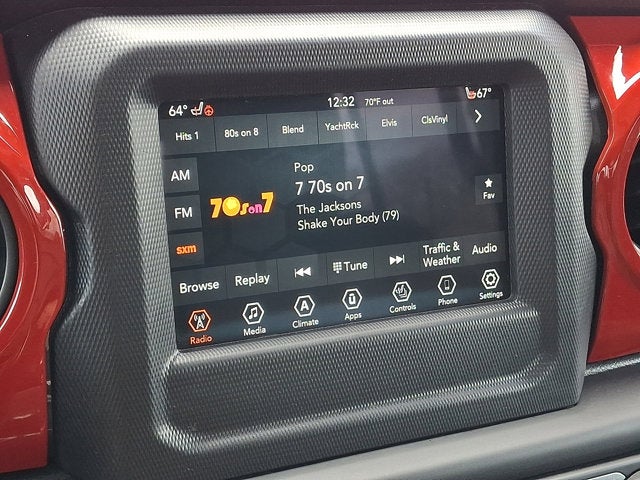 64° 12:32 70°F out 67°
Hits 1 80s on 8 Blend YachtRck Elvis ClsVinyl
AM
Pop
7 70s on 7
70s on 7
The Jacksons
Shake Your Body (79)
FM
Fav
sxm
Browse Replay Tune Traffic & Weather Audio
Radio Media A Climate Apps Controls Phone Settings